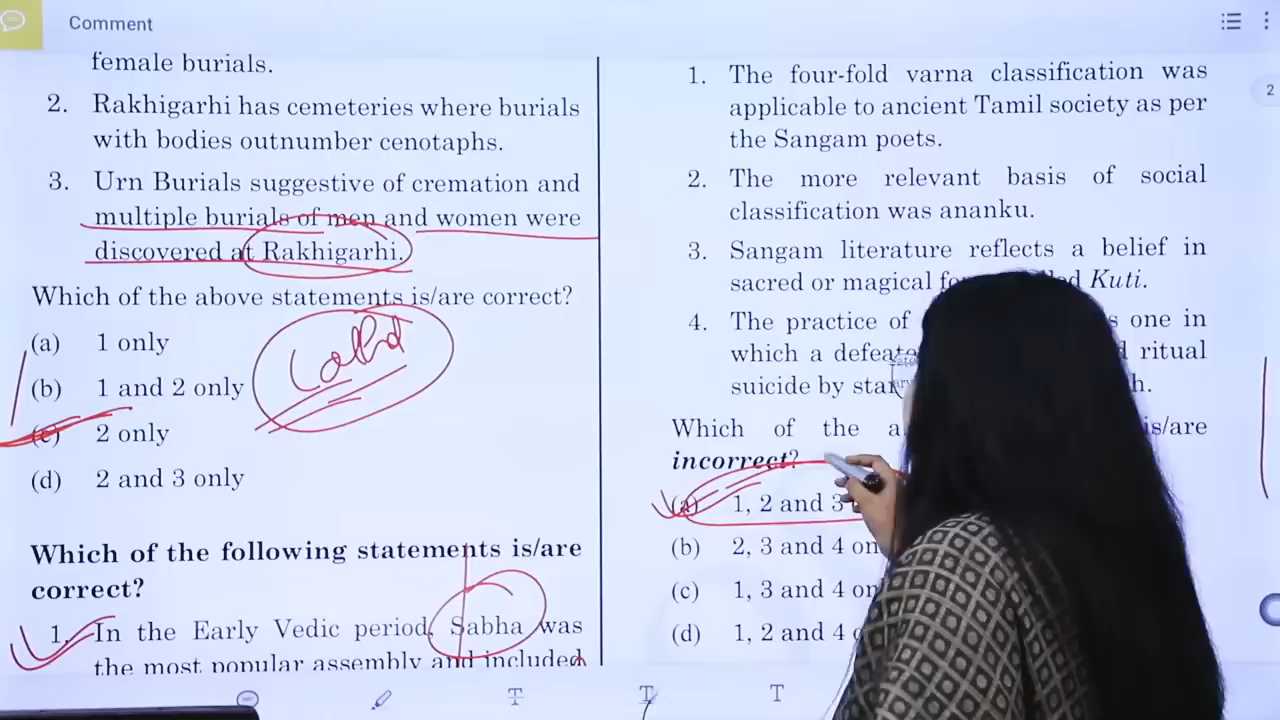 Comment
female burials.
2. Rakhigarhi has cemeteries where burials
with bodies outnumber cenotaphs.
3. Urn Burials suggestive of cremation and
multiple burials of men and women were
discovered at Rakhigarhi.
Which of the above statements is/are correct?
(a) 1 only
(b) 1 and 2 only
(c) 2 only
(d) 2 and 3 only
Which of the following statements is/are
correct?
1. In the Early Vedic period, Sabha was
the most popular assembly and included
1. The four-fold varna classification was
applicable to ancient Tamil society as per
the Sangam poets.
2. The more relevant basis of social
classification was ananku.
3. Sangam literature reflects a belief in
sacred or magical Kuti.
4. The practice of one in
which a ritual
suicide by
Which of the is/are
incorrect?
(a) 1, 2 and 3
(b) 2, 3 and 4
(c) 1, 3 and 4
(d) 1, 2 and 4
2
T
T
T